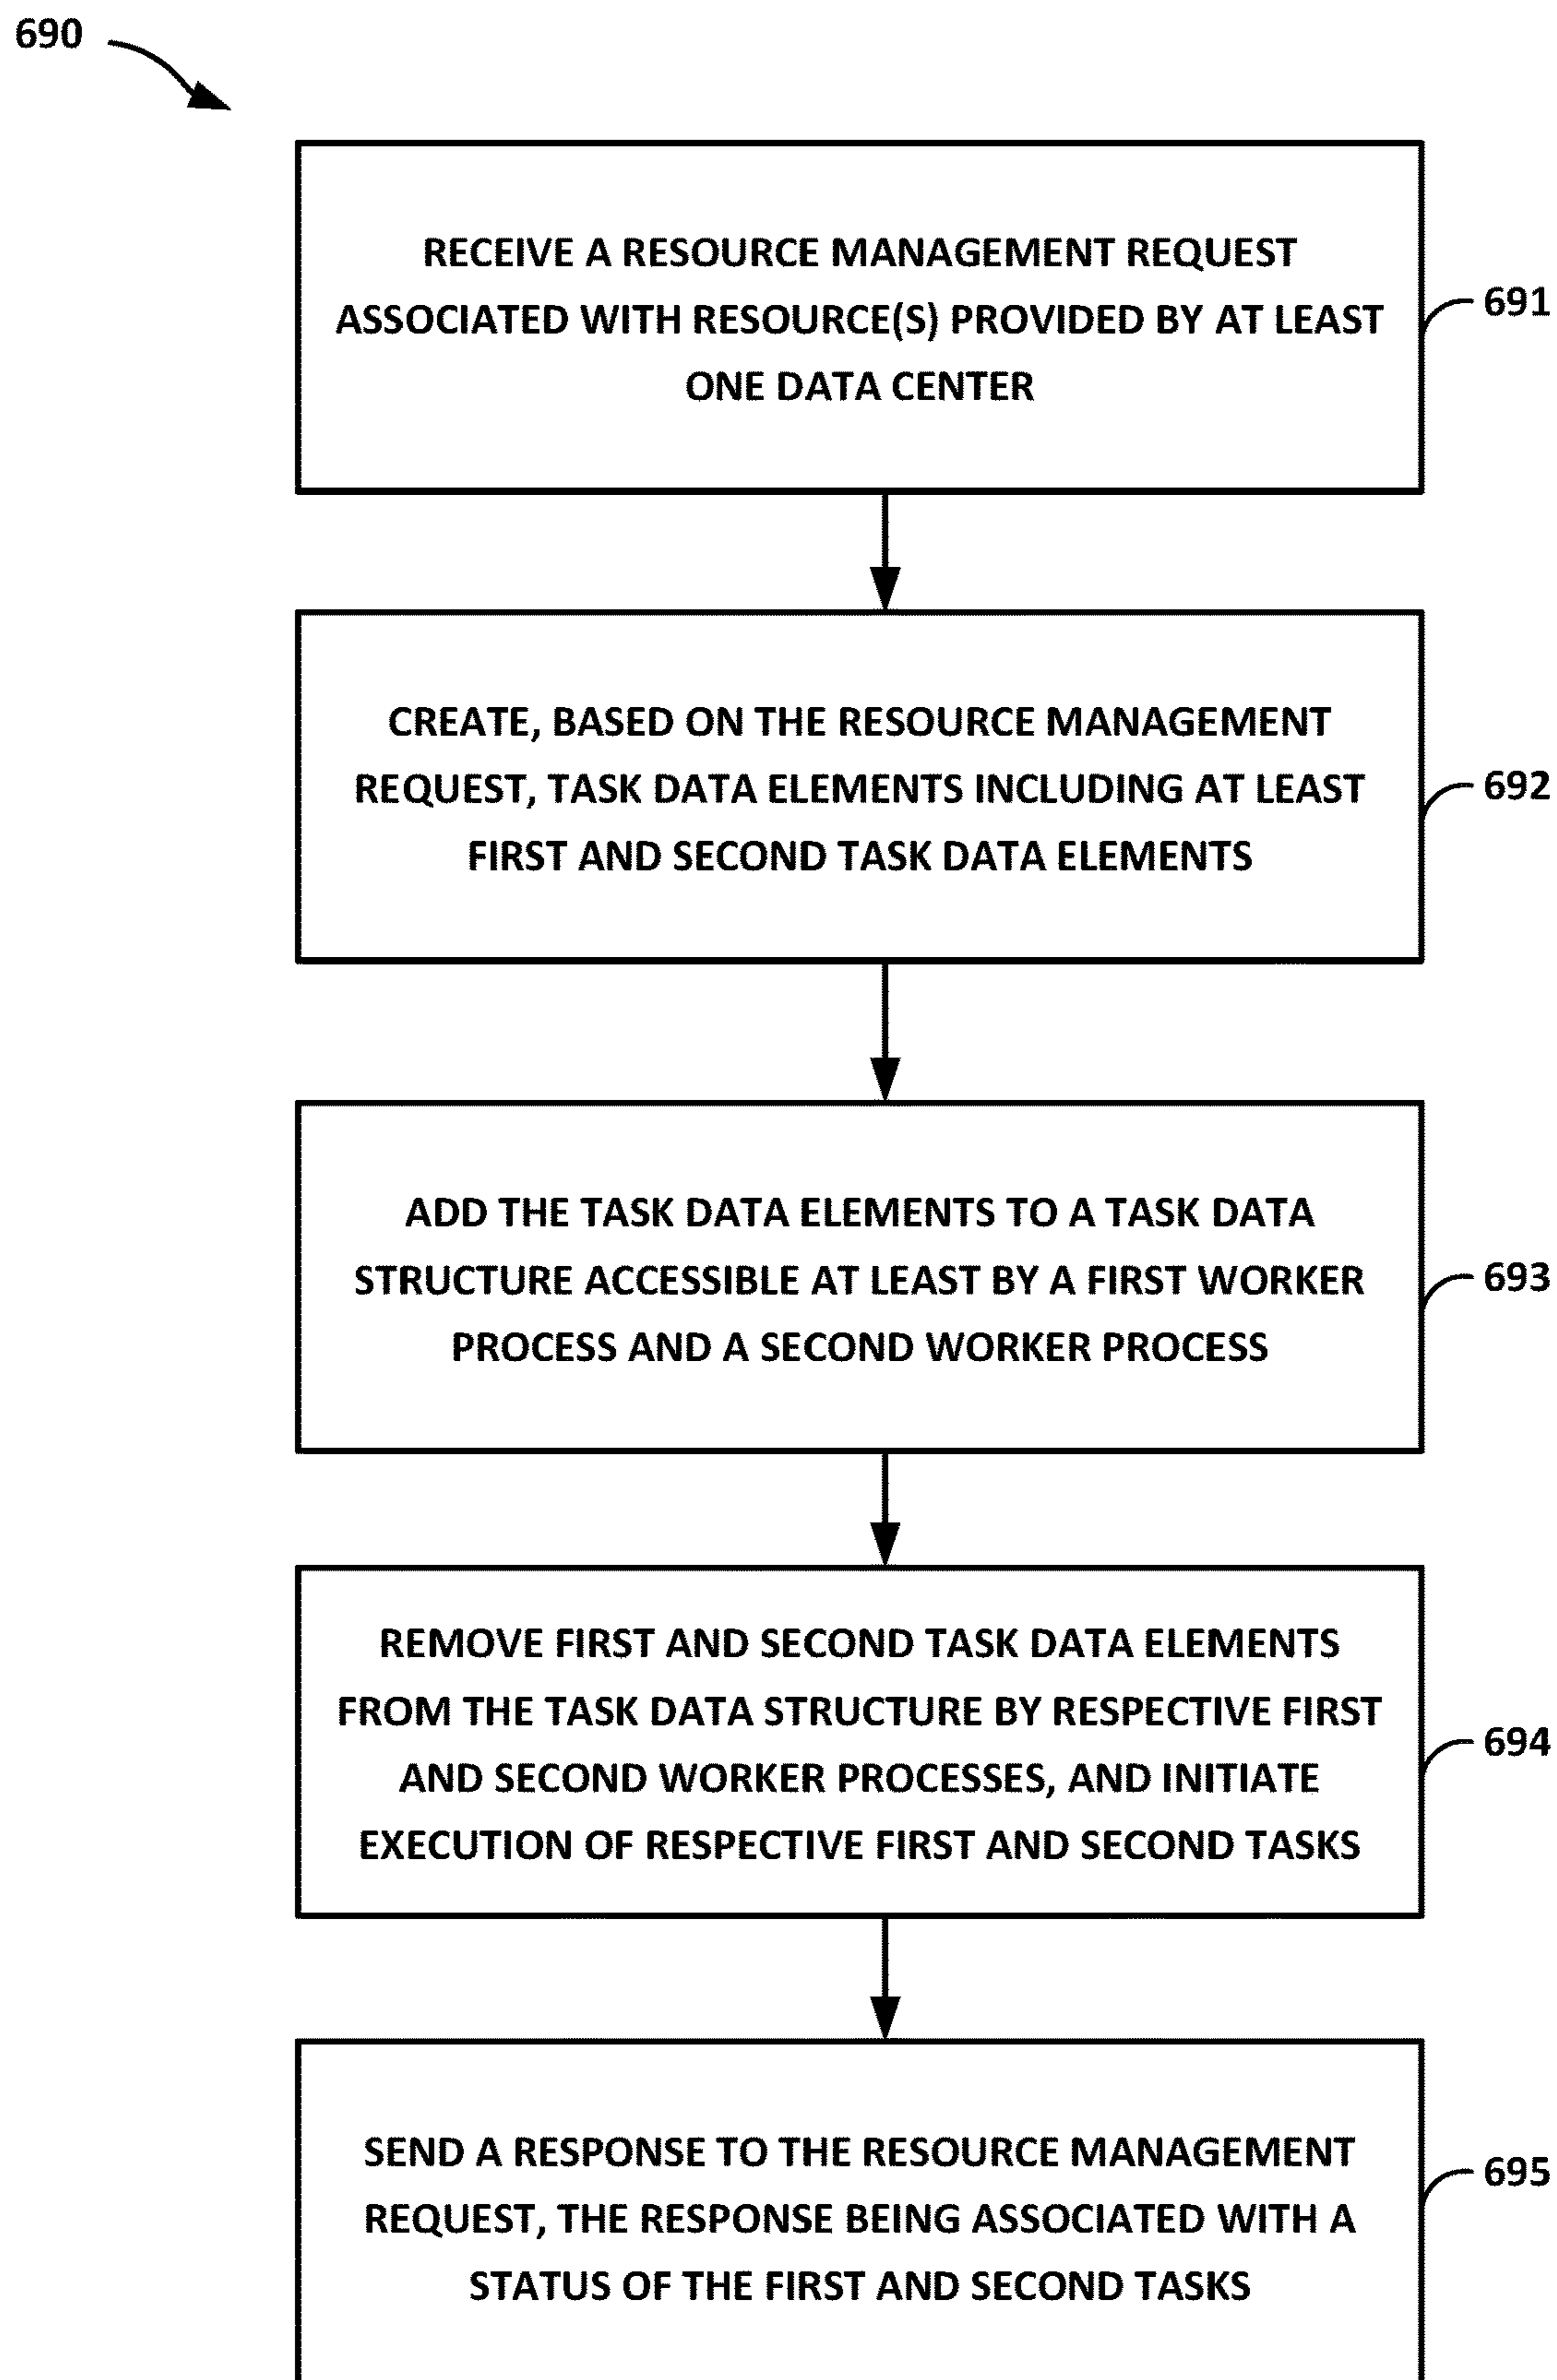 690
RECEIVE A RESOURCE MANAGEMENT REQUEST
ASSOCIATED WITH RESOURCE(S) PROVIDED BY AT LEAST
ONE DATA CENTER
691
CREATE, BASED ON THE RESOURCE MANAGEMENT
REQUEST, TASK DATA ELEMENTS INCLUDING AT LEAST
FIRST AND SECOND TASK DATA ELEMENTS
692
ADD THE TASK DATA ELEMENTS TO A TASK DATA
STRUCTURE ACCESSIBLE AT LEAST BY A FIRST WORKER
PROCESS AND A SECOND WORKER PROCESS
693
REMOVE FIRST AND SECOND TASK DATA ELEMENTS
FROM THE TASK DATA STRUCTURE BY RESPECTIVE FIRST
AND SECOND WORKER PROCESSES, AND INITIATE
EXECUTION OF RESPECTIVE FIRST AND SECOND TASKS
694
SEND A RESPONSE TO THE RESOURCE MANAGEMENT
REQUEST, THE RESPONSE BEING ASSOCIATED WITH A
STATUS OF THE FIRST AND SECOND TASKS
695